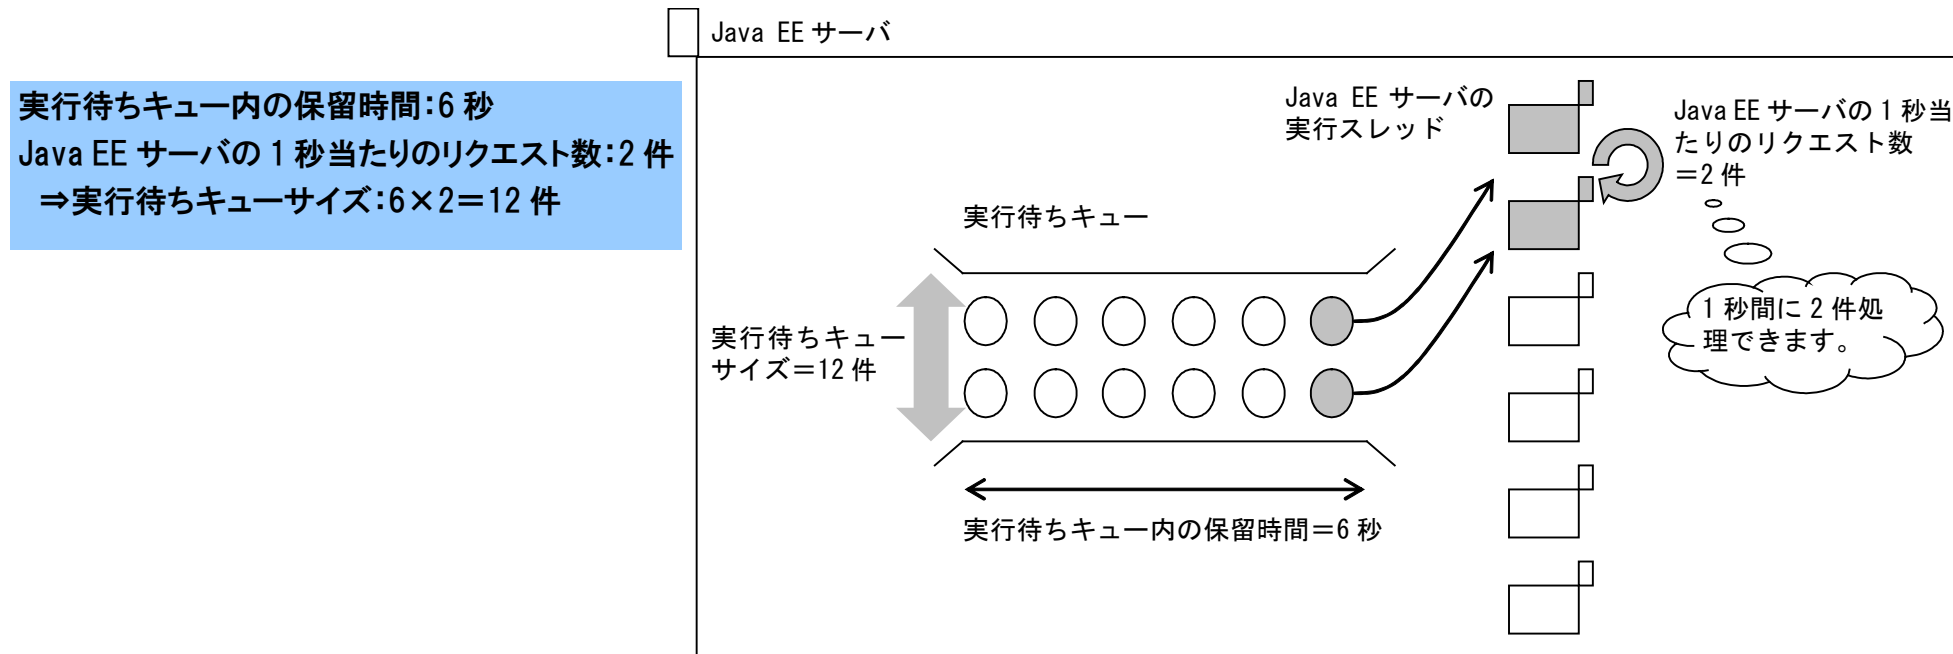 Java EE サーバ
実行待ちキュー内の保留時間：6 秒
Java EE サーバの 1 秒当たりのリクエスト数：2 件
⇒実行待ちキューサイズ：6×2＝12 件
Java EE サーバの
実行スレッド
Java EE サーバの 1 秒当
たりのリクエスト数
＝2 件
実行待ちキュー
1 秒間に 2 件処
理できます。
実行待ちキュー
サイズ＝12 件
実行待ちキュー内の保留時間＝6 秒